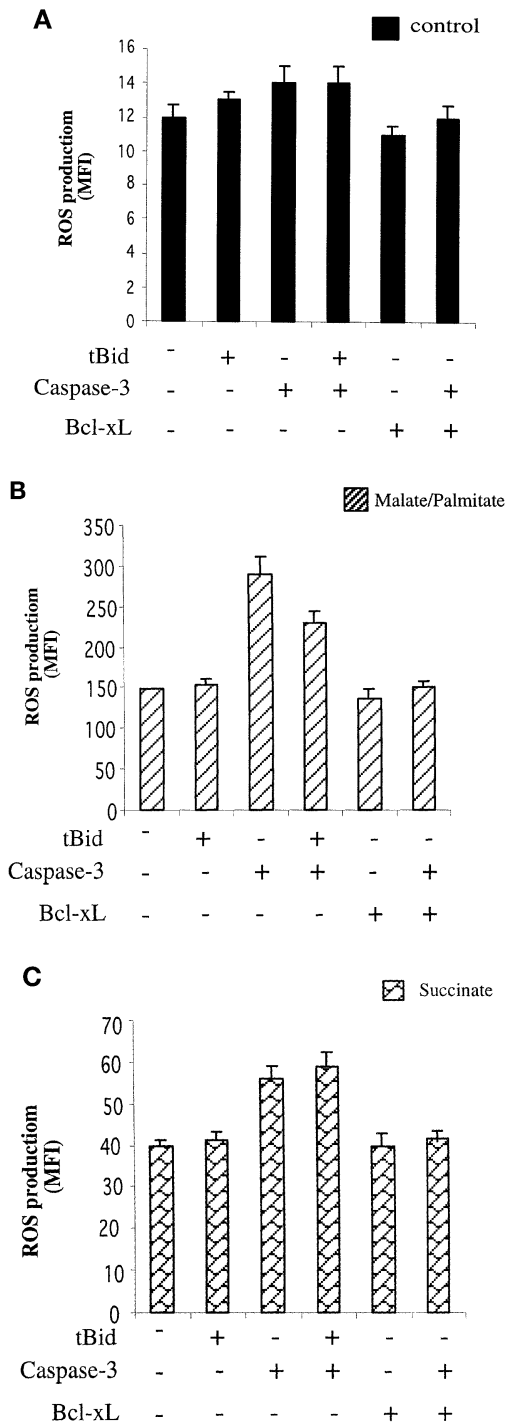 A
control
16
14
12
10
8
6
4
2
0
ROS productiom
(MFI)
tBid - + - + - -
Caspase-3 - - + + - +
Bcl-xL - - - - + +
B
Malate/Palmitate
350
300
250
200
150
100
50
0
ROS productiom
(MFI)
tBid - + - + - -
Caspase-3 - - + + - +
Bcl-xL - - - - + +
C
Succinate
70
60
50
40
30
20
10
0
ROS productiom
(MFI)
tBid - + - + - -
Caspase-3 - - + + - +
Bcl-xL - - - - + +